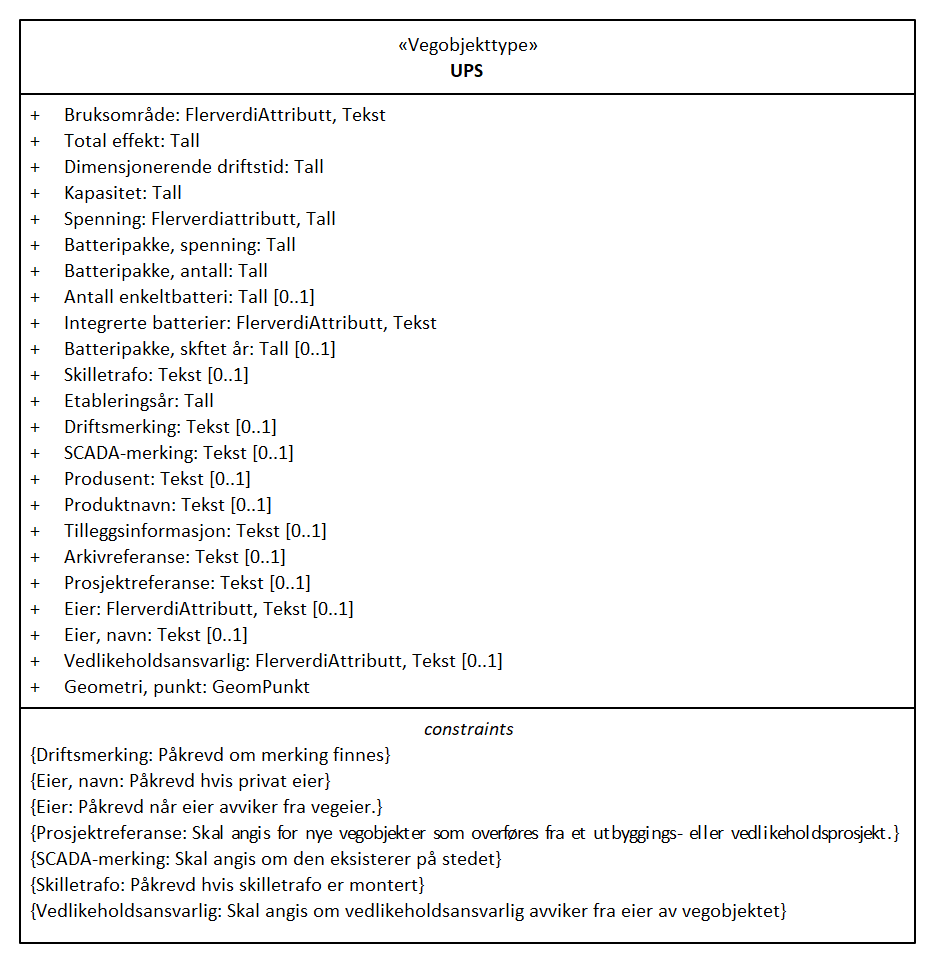 «Vegobjekttype»
UPS
+ Bruksområde: FlerverdiAttributt, Tekst
+ Total effekt: Tall
+ Dimensjonerende driftstid: Tall
+ Kapasitet: Tall
+ Spenning: Flerverdiattributt, Tall
+ Batteripakke, spenning: Tall
+ Batteripakke, antall: Tall
+ Antall enkeltbatteri: Tall [0..1]
+ Integrerte batterier: FlerverdiAttributt, Tekst
+ Batteripakke, skftet år: Tall [0..1]
+ Skilletrafo: Tekst [0..1]
+ Etableringsår: Tall
+ Driftsmerking: Tekst [0..1]
+ SCADA-merking: Tekst [0..1]
+ Produsent: Tekst [0..1]
+ Produktnavn: Tekst [0..1]
+ Tilleggsinformasjon: Tekst [0..1]
+ Arkivreferanse: Tekst [0..1]
+ Prosjektreferanse: Tekst [0..1]
+ Eier: FlerverdiAttributt, Tekst [0..1]
+ Eier, navn: Tekst [0..1]
+ Vedlikeholdsansvarlig: FlerverdiAttributt, Tekst [0..1]
+ Geometri, punkt: GeomPunkt
constraints
{Driftsmerking: Påkrevd om merking finnes}
{Eier, navn: Påkrevd hvis privat eier}
{Eier: Påkrevd når eier avviker fra vegeier.}
{Prosjektreferanse: Skal angis for nye vegobjekter som overføres fra et utbyggings- eller vedlikeholdsprosjekt.}
{SCADA-merking: Skal angis om den eksisterer på stedet}
{Skilletrafo: Påkrevd hvis skilletrafo er montert}
{Vedlikeholdsansvarlig: Skal angis om vedlikeholdsansvarlig avviker fra eier av vegobjektet}